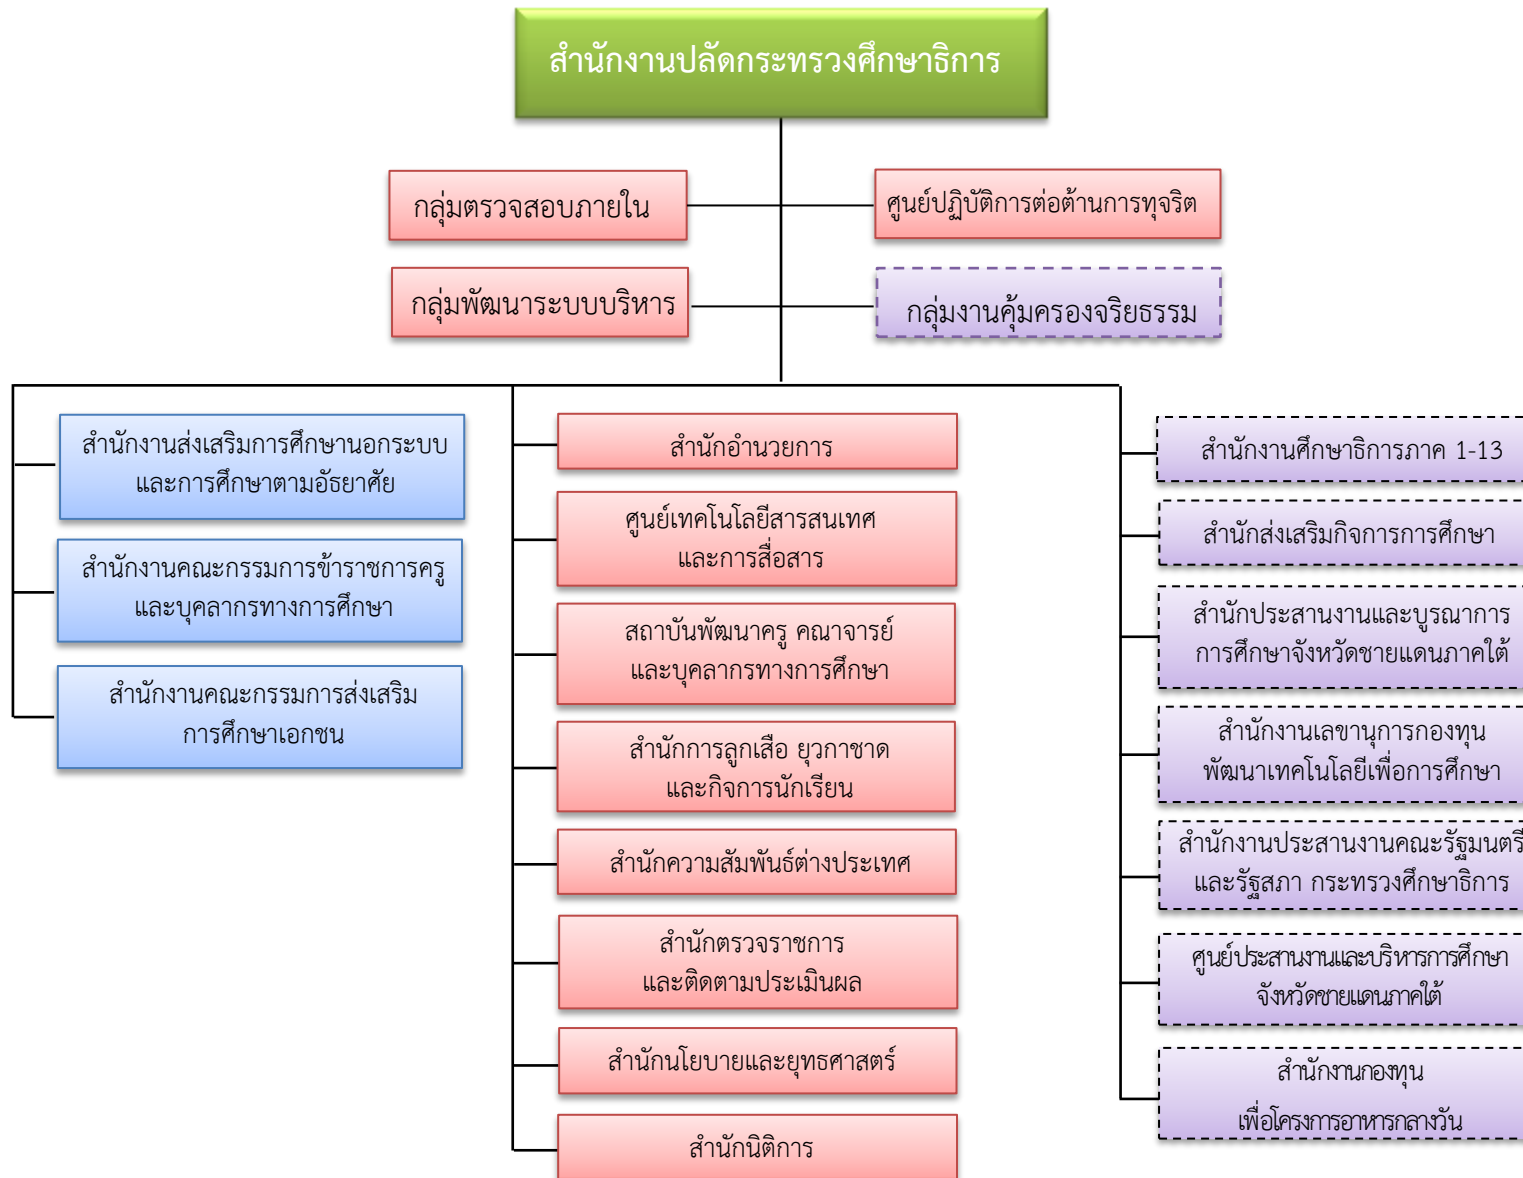 สำนักงานปลัดกระทรวงศึกษาธิการ
กลุ่มตรวจสอบภายใน
ศูนย์ปฏิบัติการต่อต้านการทุจริต
กลุ่มพัฒนาระบบบริหาร
กลุ่มงานคุ้มครองจริยธรรม
สำนักงานส่งเสริมการศึกษานอกระบบ
และการศึกษาตามอัธยาศัย
สำนักงานคณะกรรมการข้าราชการครู
และบุคลากรทางการศึกษา
สำนักงานคณะกรรมการส่งเสริม
การศึกษาเอกชน
สำนักอำนวยการ
ศูนย์เทคโนโลยีสารสนเทศ
และการสื่อสาร
สถาบันพัฒนาครู คณาจารย์
และบุคลากรทางการศึกษา
สำนักการลูกเสือ ยุวกาชาด
และกิจการนักเรียน
สำนักความสัมพันธ์ต่างประเทศ
สำนักตรวจราชการ
และติดตามประเมินผล
สำนักนโยบายและยุทธศาสตร์
สำนักนิติการ
สำนักงานศึกษาธิการภาค 1-13
สำนักส่งเสริมกิจการการศึกษา
สำนักประสานงานและบูรณาการ
การศึกษาจังหวัดชายแดนภาคใต้
สำนักงานเลขานุการกองทุน
พัฒนาเทคโนโลยีเพื่อการศึกษา
สำนักงานประสานงานคณะรัฐมนตรี
และรัฐสภา กระทรวงศึกษาธิการ
ศูนย์ประสานงานและบริหารการศึกษา
จังหวัดชายแดนภาคใต้
สำนักงานกองทุน
เพื่อโครงการอาหารกลางวัน